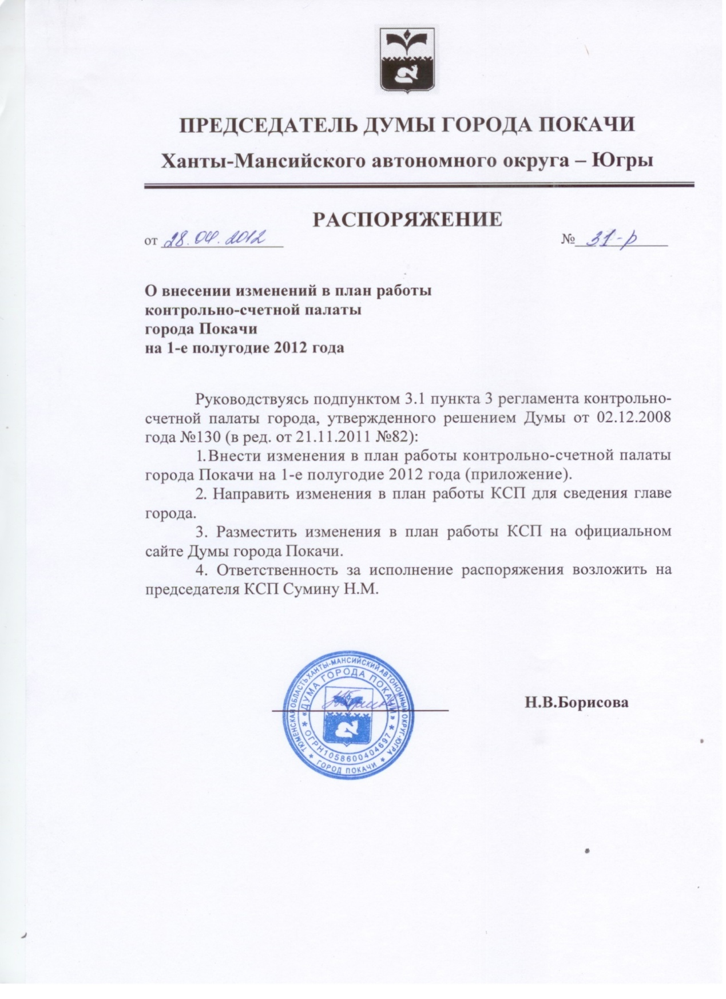 ПРЕДСЕДАТЕЛЬ ДУМЫ ГОРОДА ПОКАЧИ
Ханты-Мансийского автономного округа – Югры
РАСПОРЯЖЕНИЕ
от 28.04.2012 № 31-р
О внесении изменений в план работы
контрольно-счетной палаты
города Покачи
на 1-е полугодие 2012 года
Руководствуясь подпунктом 3.1 пункта 3 регламента контрольно-
счетной палаты города, утвержденного решением Думы от 02.12.2008
года №130 (в ред. от 21.11.2011 №82):
1.Внести изменения в план работы контрольно-счетной палаты
города Покачи на 1-е полугодие 2012 года (приложение).
2. Направить изменения в план работы КСП для сведения главе
города.
3. Разместить изменения в план работы КСП на официальном
сайте Думы города Покачи.
4. Ответственность за исполнение распоряжения возложить на
председателя КСП Сумину Н.М.
ТЮМЕНСКАЯ ОБЛАСТЬ ХАНТЫ-МАНСИЙСКИЙ АВТОНОМНЫЙ ОКРУГ-ЮГРА
* ГОРОД ПОКАЧИ *
«ДУМА ГОРОДА ПОКАЧИ»
* ОГРН1058600404697 *
Н.В.Борисова